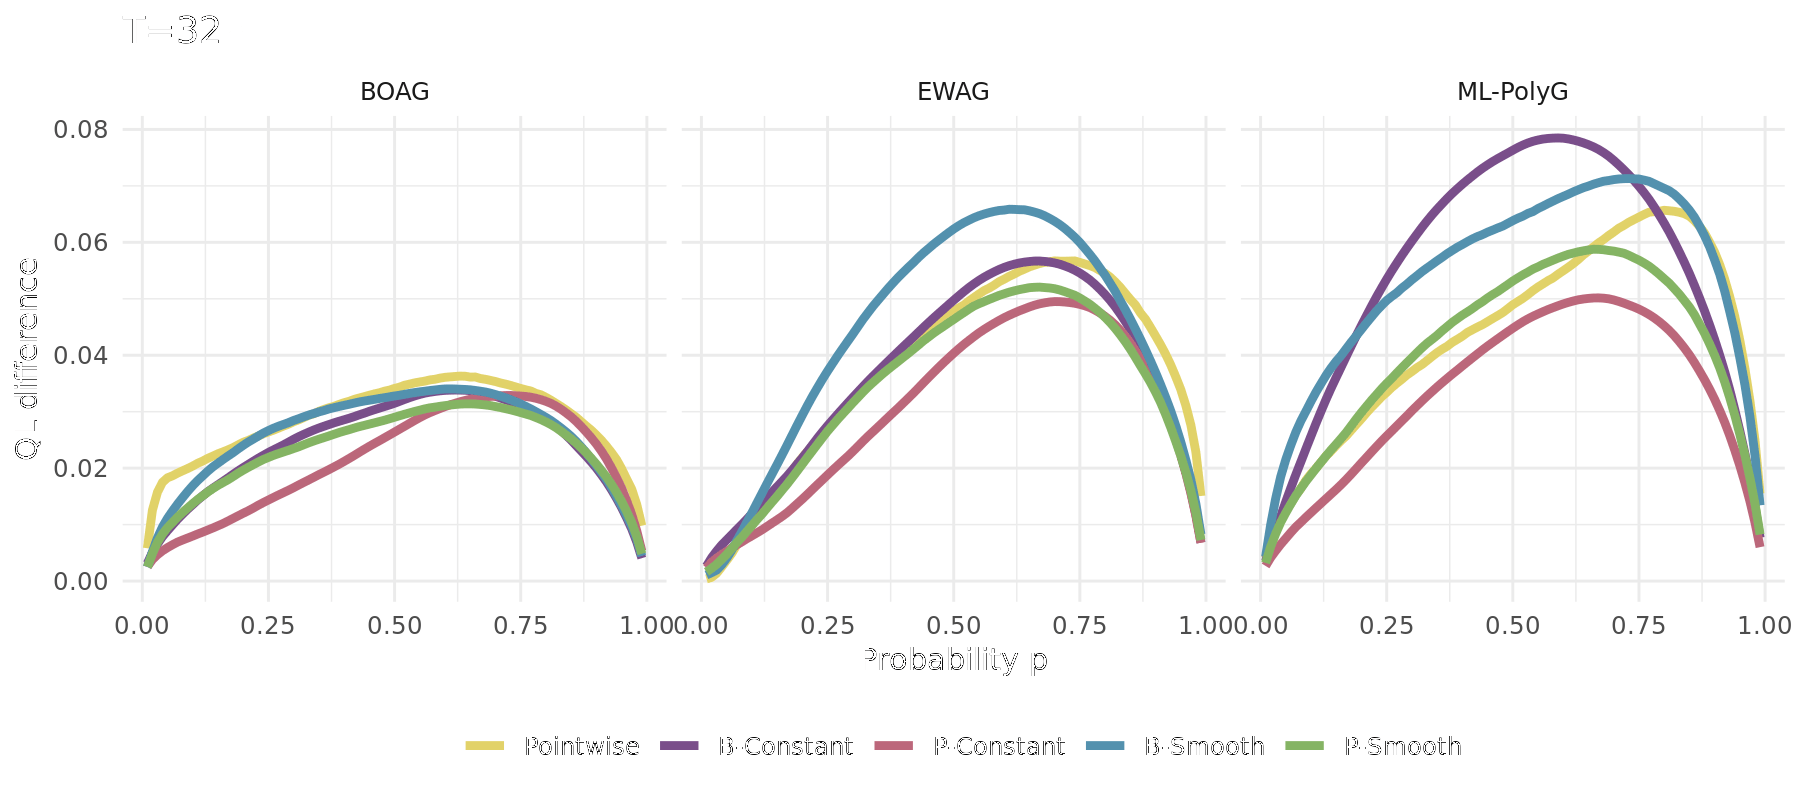 T=32
BOAG EWAG ML-PolyG
0.08
0.06
0.04
0.02
0.00
Q - difference
0.00 0.25 0.50 0.75 1.00 0.00 0.25 0.50 0.75 1.00 0.00 0.25 0.50 0.75 1.00
Probability p
Pointwise B-Constant P-Constant B-Smooth P-Smooth